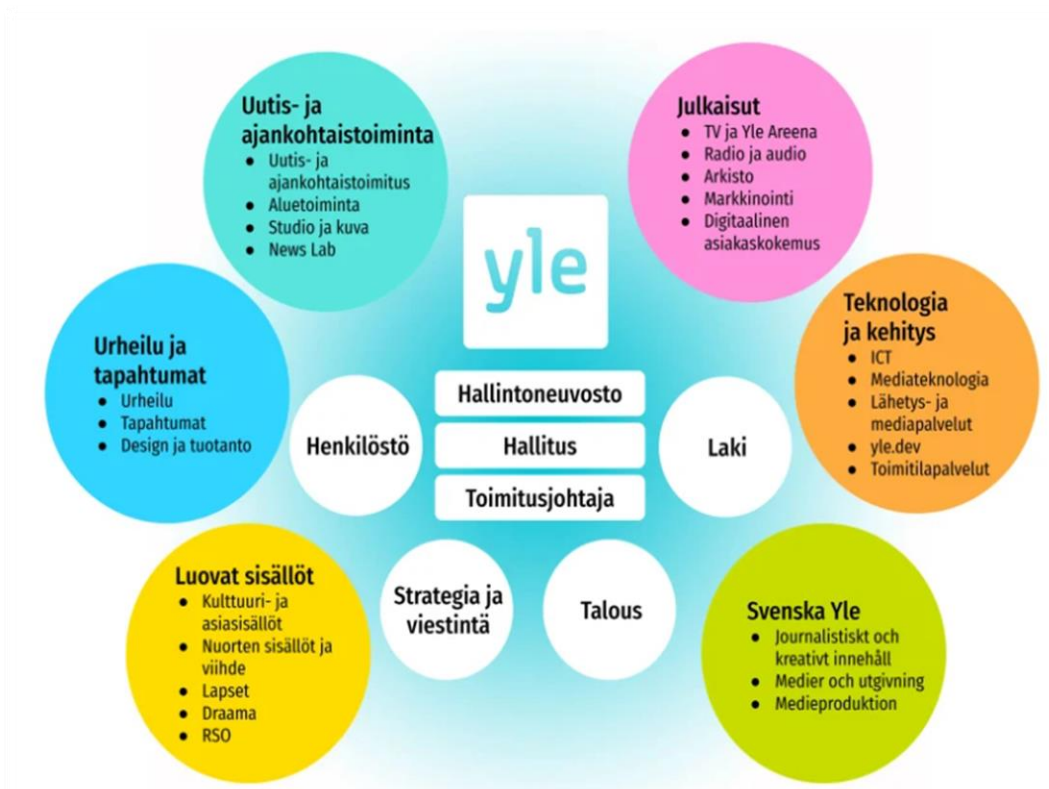 Uutis- ja
ajankohtaistoiminta
● Uutis- ja
ajankohtaistoimitus
● Aluetoiminta
● Studio ja kuva
● News Lab
Julkaisut
● TV ja Yle Areena
● Radio ja audio
● Arkisto
● Markkinointi
● Digitaalinen
asiakaskokemus
yle
Urheilu ja
tapahtumat
● Urheilu
● Tapahtumat
● Design ja tuotanto
Henkilöstö
Hallintoneuvosto
Hallitus
Toimitusjohtaja
Laki
Teknologia
ja kehitys
● ICT
● Mediateknologia
● Lähetys- ja
mediapalvelut
● yle.dev
● Toimitilapalvelut
Luovat sisällöt
● Kulttuuri- ja
asiasisällöt
● Nuorten sisällöt ja
viihde
● Lapset
● Draama
● RSO
Strategia ja
viestintä
Talous
Svenska Yle
● Journalistiskt och
kreativt innehåll
● Medier och utgivning
● Medieproduktion